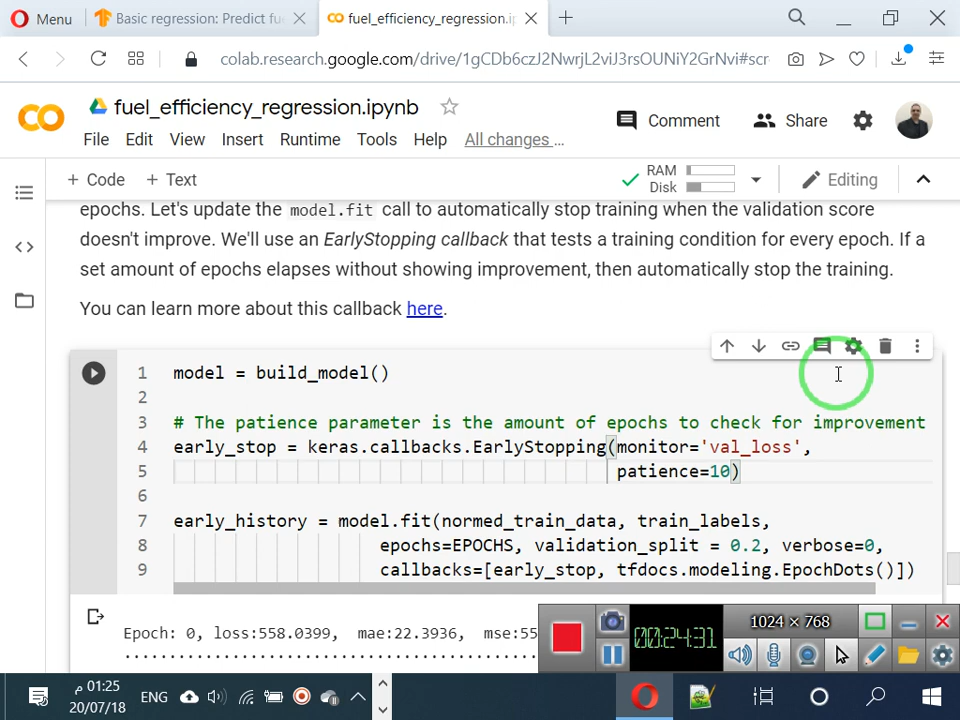 Menu
Basic regression: Predict fu
fuel_efficiency_regression.i
colab.research.google.com/drive/1gCDb6czJ2NwrjL2viJ3rsOUNiY2GrNvi#scr
fuel_efficiency_regression.ipynb
Comment
Share
File Edit View Insert Runtime Tools Help All changes ...
+ Code + Text
RAM
Disk
Editing
epochs. Let's update the model.fit call to automatically stop training when the validation score
doesn't improve. We'll use an EarlyStopping callback that tests a training condition for every epoch. If a
set amount of epochs elapses without showing improvement, then automatically stop the training.
You can learn more about this callback here.
1 model = build_model()
2
3 # The patience parameter is the amount of epochs to check for improvement
4 early_stop = keras.callbacks.EarlyStopping(monitor='val_loss',
5 patience=10)
6
7 early_history = model.fit(normed_train_data, train_labels,
8 epochs=EPOCHS, validation_split = 0.2, verbose=0,
9 callbacks=[early_stop, tfdocs.modeling.EpochDots()])
Epoch: 0, loss:558.0399, mae:22.3936, mse:55
....................................................
00:24:31
1024 × 768
ENG
01:25 م
20/07/18